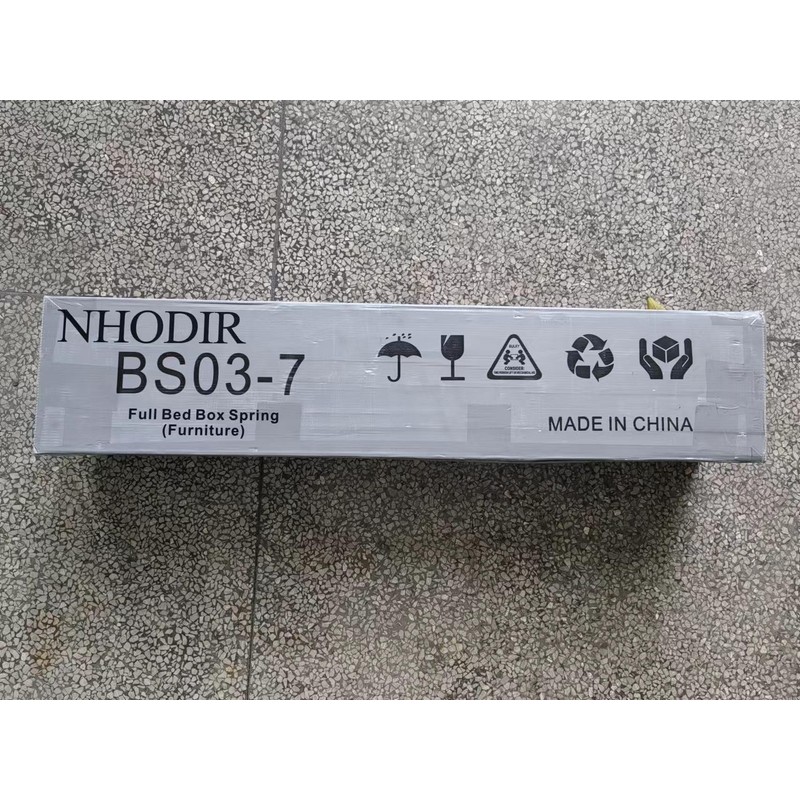 NHODIR
BS03-7
Full Bed Box Spring
(Furniture)
MADE IN CHINA